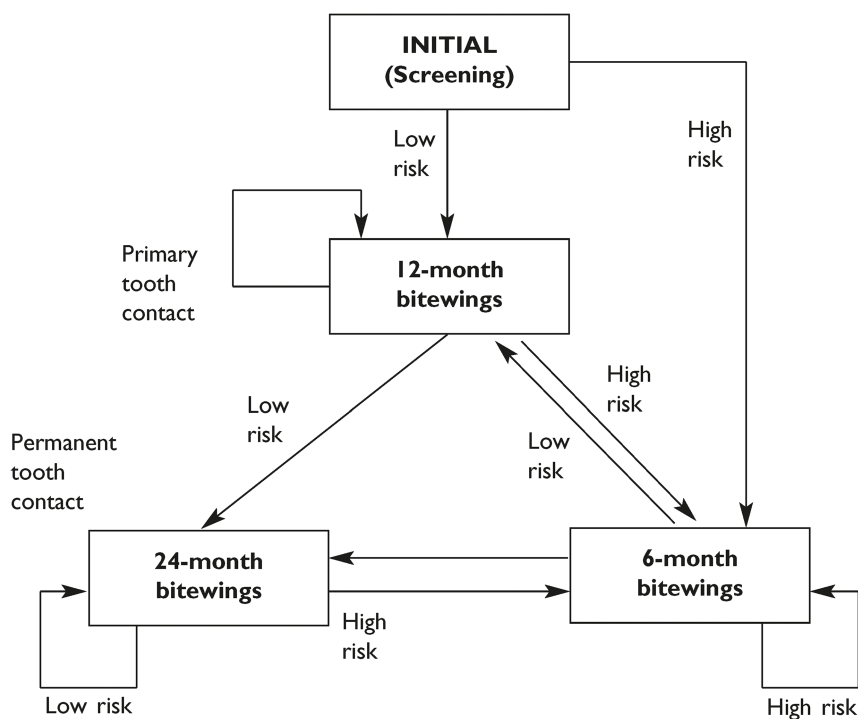 INITIAL
(Screening)
Low
risk
High
risk
Primary
tooth
contact
12-month
bitewings
High
risk
Low
risk
Low
risk
Permanent
tooth
contact
24-month
bitewings
6-month
bitewings
High
risk
Low risk
High risk